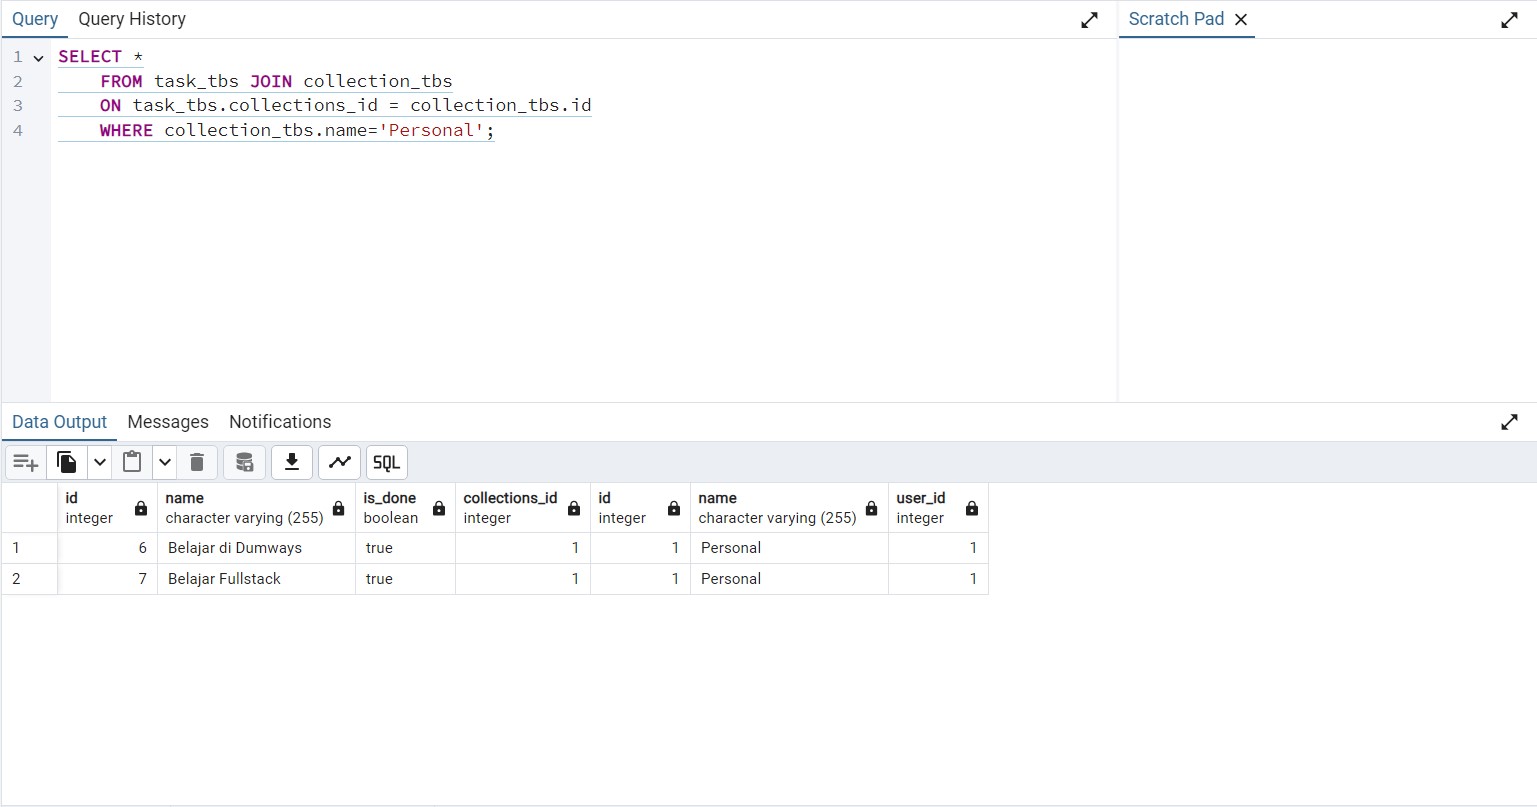 Query Query History Scratch Pad
1 SELECT *
2 FROM task_tbs JOIN collection_tbs
3 ON task_tbs.collections_id = collection_tbs.id
4 WHERE collection_tbs.name='Personal';
Data Output Messages Notifications
SQL
id name is_done collections_id id name user_id
integer character varying (255) boolean integer integer character varying (255) integer
1 6 Belajar di Dumways true 1 1 Personal 1
2 7 Belajar Fullstack true 1 1 Personal 1